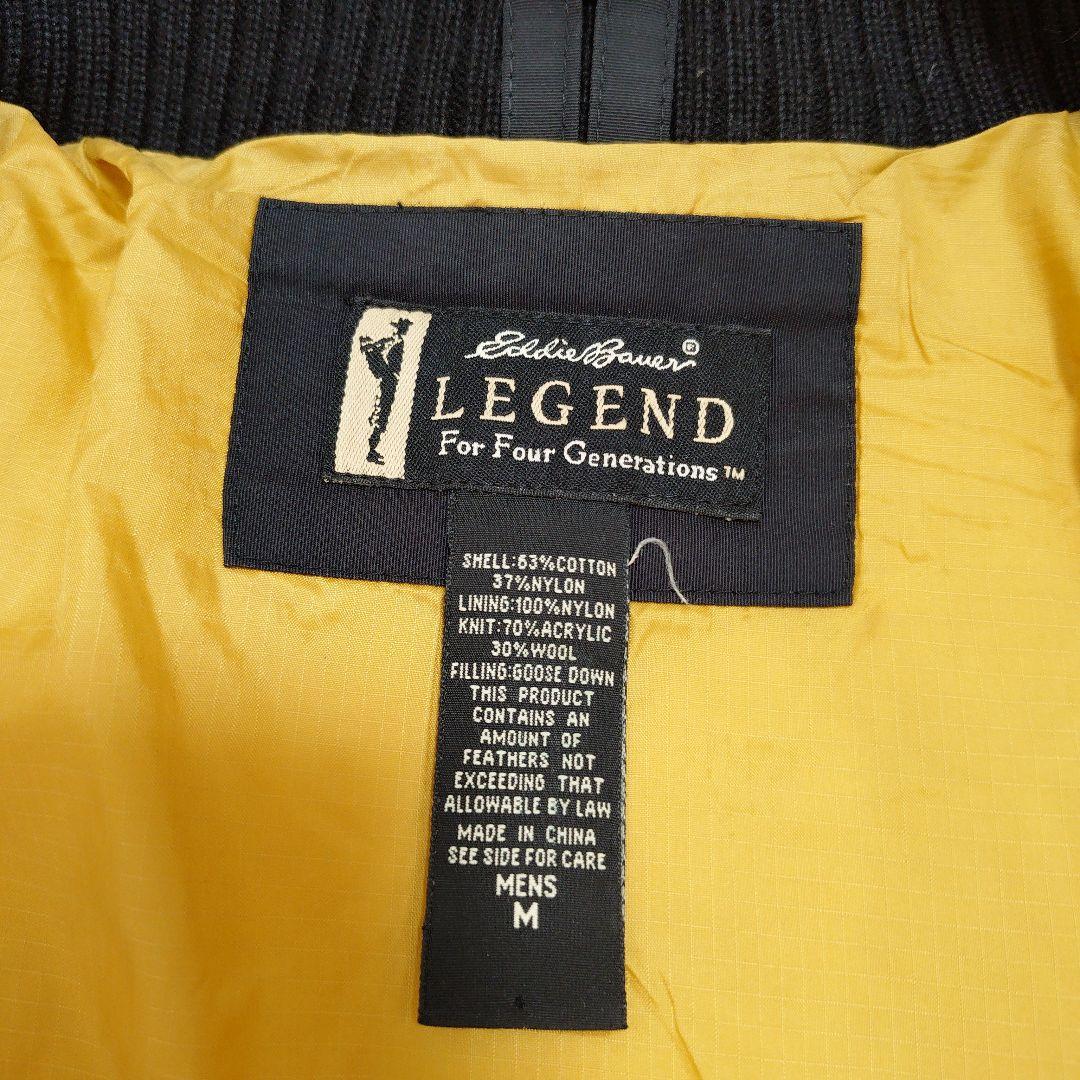 Eddie Bauer®
LEGEND
For Four Generations™
SHELL:63%COTTON
37%NYLON
LINING:100%NYLON
KNIT:70%ACRYLIC
30%WOOL
FILLING:GOOSE DOWN
THIS PRODUCT
CONTAINS AN
AMOUNT OF
FEATHERS NOT
EXCEEDING THAT
ALLOWABLE BY LAW
MADE IN CHINA
SEE SIDE FOR CARE
MENS
M